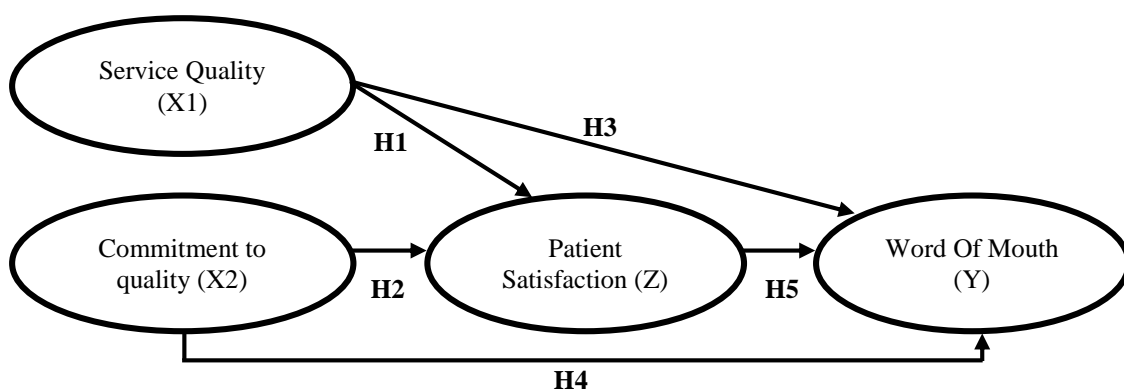 Service Quality
(X1)
H3
H1
Commitment to
quality (X2)
H2
Patient
Satisfaction (Z)
H5
Word Of Mouth
(Y)
H4